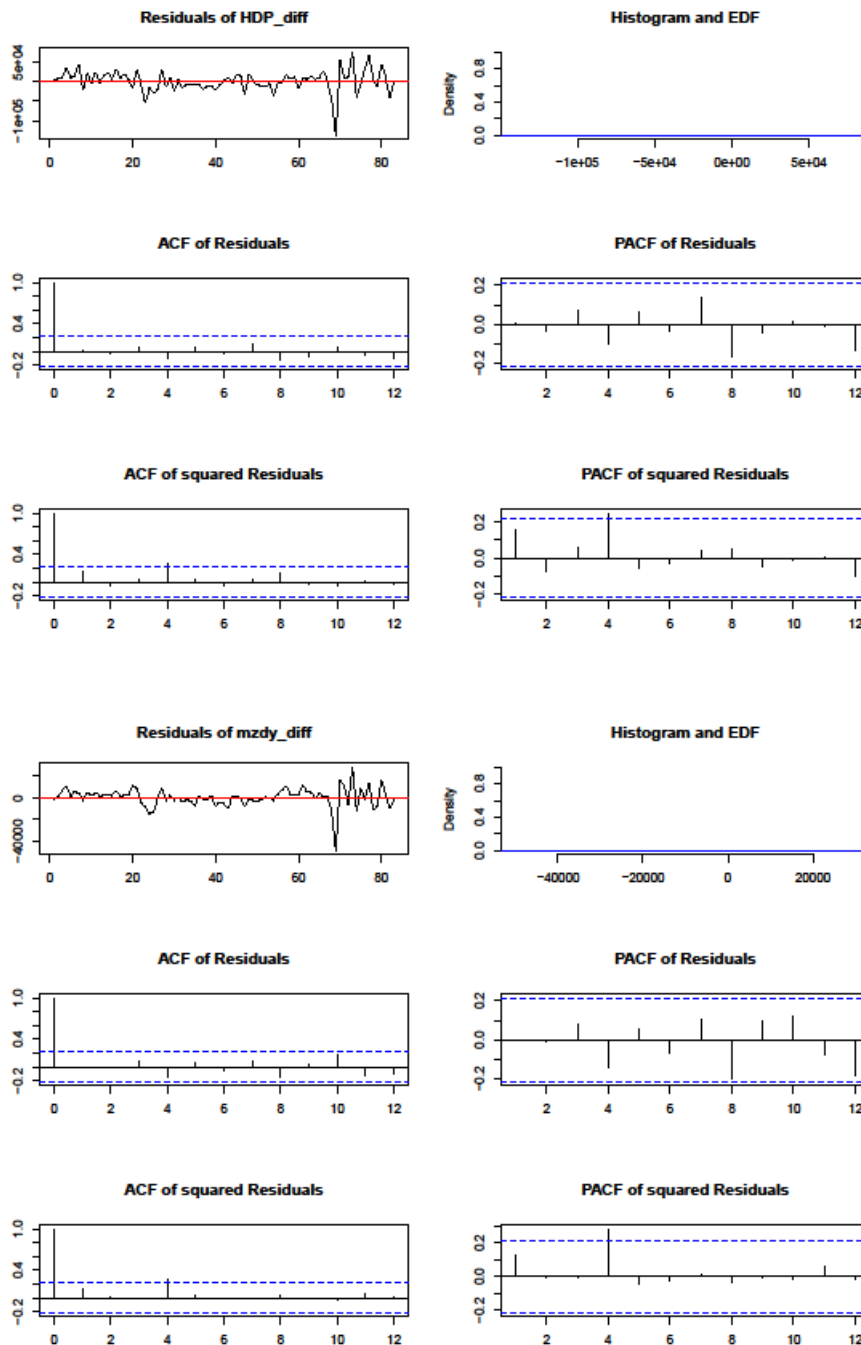 Residuals of HDP_diff
5e+04
−1e+05
0 20 40 60 80
Histogram and EDF
Density
0.8
0.4
0.0
−1e+05 −5e+04 0e+00 5e+04
ACF of Residuals
1.0
0.4
−0.2
0 2 4 6 8 10 12
PACF of Residuals
0.2
0.0
−0.2
2 4 6 8 10 12
ACF of squared Residuals
1.0
0.4
−0.2
0 2 4 6 8 10 12
PACF of squared Residuals
0.2
0.0
−0.2
2 4 6 8 10 12
Residuals of mzdy_diff
0
−40000
0 20 40 60 80
Histogram and EDF
Density
0.8
0.4
0.0
−40000 −20000 0 20000
ACF of Residuals
1.0
0.4
−0.2
0 2 4 6 8 10 12
PACF of Residuals
0.2
0.0
−0.2
2 4 6 8 10 12
ACF of squared Residuals
1.0
0.4
−0.2
0 2 4 6 8 10 12
PACF of squared Residuals
0.2
0.0
−0.2
2 4 6 8 10 12